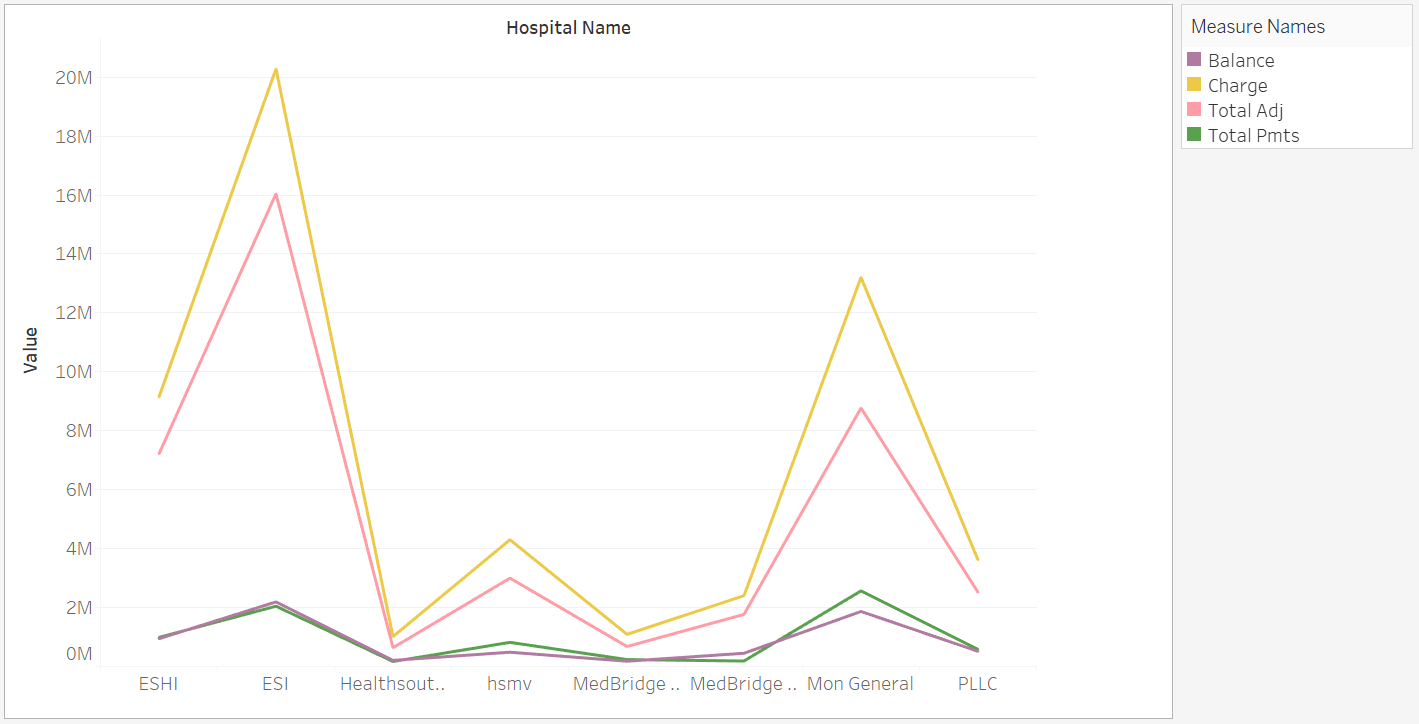 Hospital Name
Measure Names
Balance
Charge
Total Adj
Total Pmts
Value
20M
18M
16M
14M
12M
10M
8M
6M
4M
2M
0M
ESHI ESI Healthsout.. hsmv MedBridge .. MedBridge .. Mon General PLLC